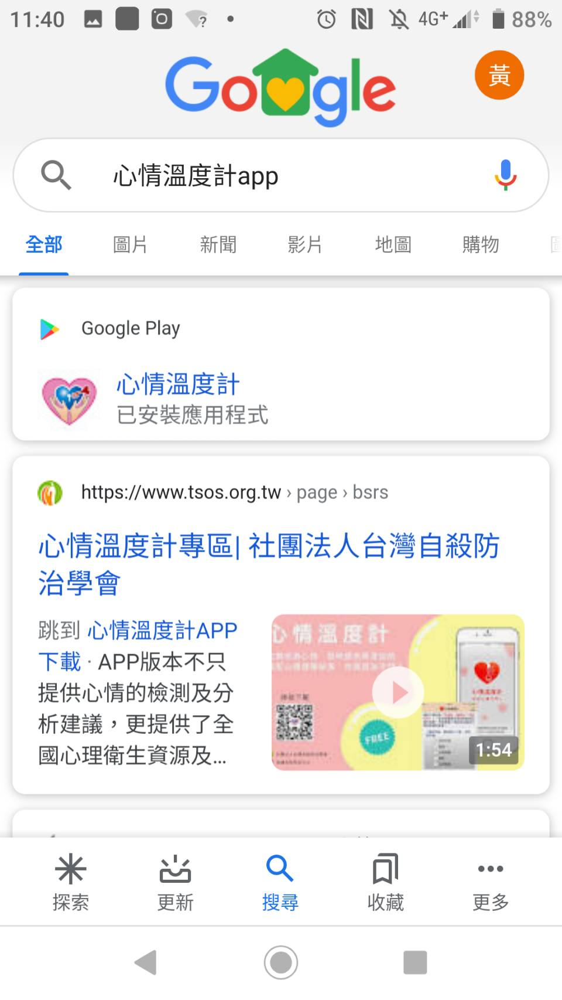 11:40
4G+
88%
Google
黃
心情溫度計app
全部 圖片 新聞 影片 地圖 購物
Google Play
心情溫度計
已安裝應用程式
https://www.tsos.org.tw › page › bsrs
心情溫度計專區| 社團法人台灣自殺防
治學會
跳到 心情溫度計APP
下載 · APP版本不只
提供心情的檢測及分
析建議，更提供了全
國心理衛生資源及...
心情溫度計
FREE
1:54
探索 更新 搜尋 收藏 更多